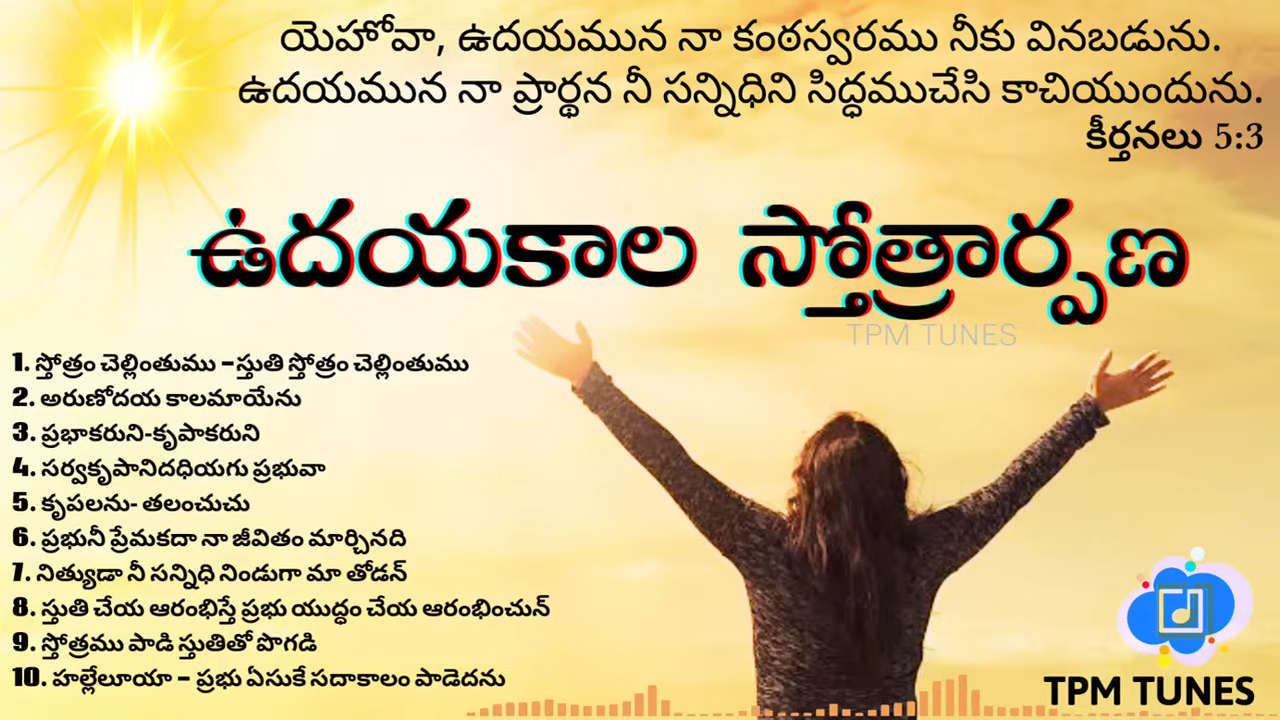 యెహోవా, ఉదయమున నా కంఠస్వరము నీకు వినబడును.
ఉదయమున నా ప్రార్థన నీ సన్నిధిని సిద్ధముచేసి కాచియుందును.
కీర్తనలు 5:3
ఉదయకాల స్తోత్రార్పణ
TPM TUNES
1. స్తోత్రం చెల్లింతుము – స్తుతి స్తోత్రం చెల్లింతుము
2. అరుణోదయ కాలమాయేను
3. ప్రభాకరుని-కృపాకరుని
4. సర్వకృపానిదధియగు ప్రభువా
5. కృపలను- తలంచుచు
6. ప్రభునీ ప్రేమకదా నా జీవితం మార్చినది
7. నిత్యుడా నీ సన్నిధి నిండుగా మా తోడన్
8. స్తుతి చేయ ఆరంభిస్తే ప్రభు యుద్ధం చేయ ఆరంభించున్
9. స్తోత్రము పాడి స్తుతితో పొగడి
10. హల్లేలూయా – ప్రభు ఏసుకే సదాకాలం పాడెదను
TPM TUNES